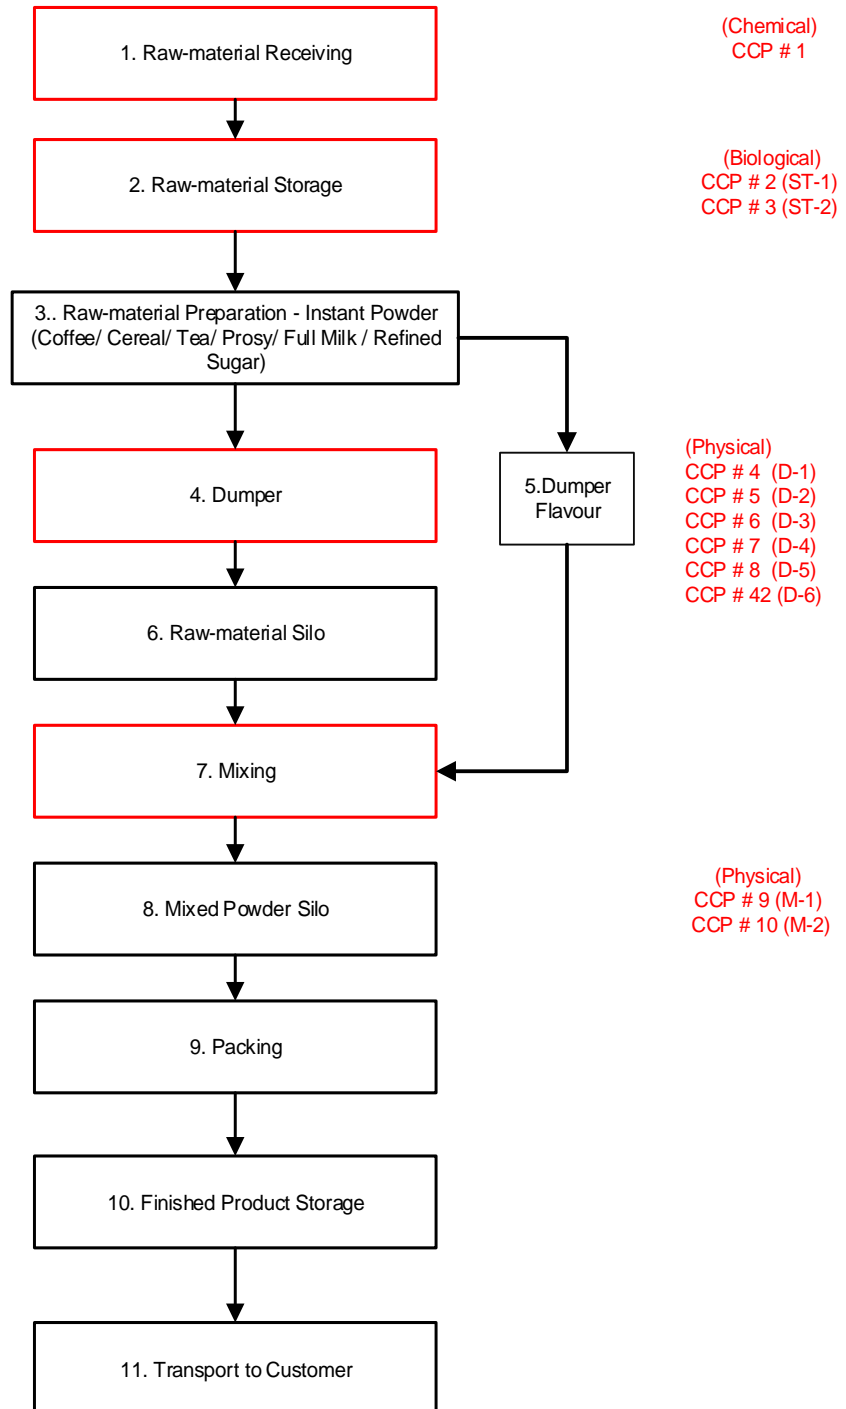 1. Raw-material Receiving
(Chemical)
CCP # 1
2. Raw-material Storage
(Biological)
CCP # 2 (ST-1)
CCP # 3 (ST-2)
3.. Raw-material Preparation - Instant Powder
(Coffee/ Cereal/ Tea/ Prosy/ Full Milk / Refined
Sugar)
4. Dumper
5.Dumper
Flavour
(Physical)
CCP # 4 (D-1)
CCP # 5 (D-2)
CCP # 6 (D-3)
CCP # 7 (D-4)
CCP # 8 (D-5)
CCP # 42 (D-6)
6. Raw-material Silo
7. Mixing
8. Mixed Powder Silo
(Physical)
CCP # 9 (M-1)
CCP # 10 (M-2)
9. Packing
10. Finished Product Storage
11. Transport to Customer